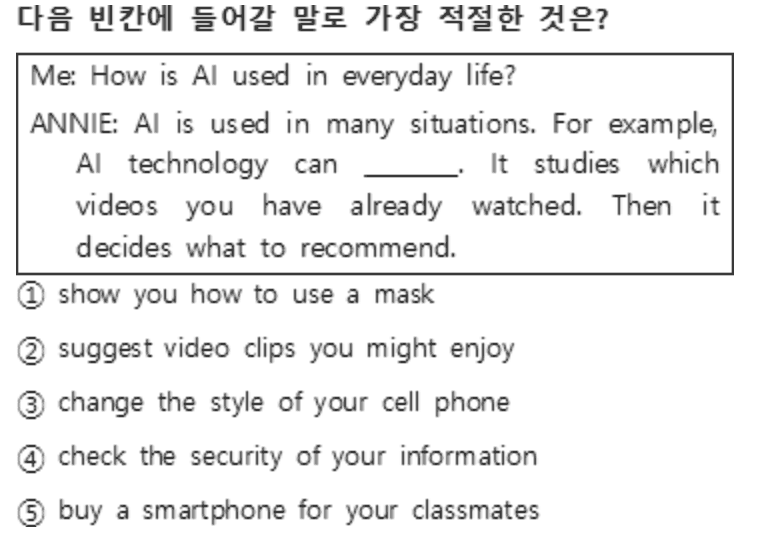 다음 빈칸에 들어갈 말로 가장 적절한 것은?
Me: How is AI used in everyday life?
ANNIE: AI is used in many situations. For example,
AI technology can ______. It studies which
videos you have already watched. Then it
decides what to recommend.
① show you how to use a mask
② suggest video clips you might enjoy
③ change the style of your cell phone
④ check the security of your information
⑤ buy a smartphone for your classmates